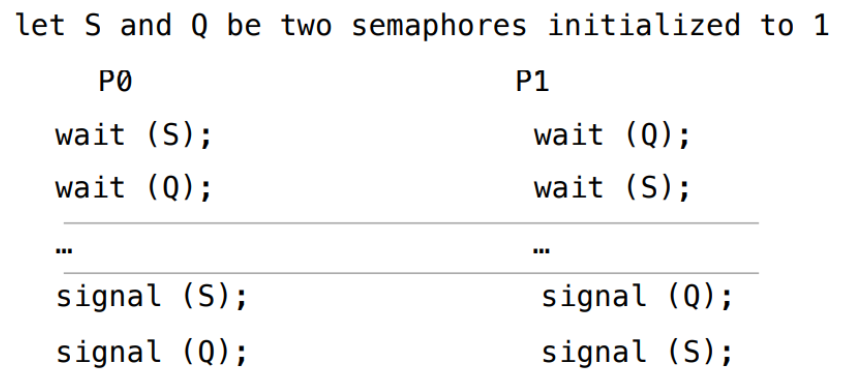 let S and Q be two semaphores initialized to 1
P0 P1
wait (S); wait (Q);
wait (Q); wait (S);
… …
signal (S); signal (Q);
signal (Q); signal (S);